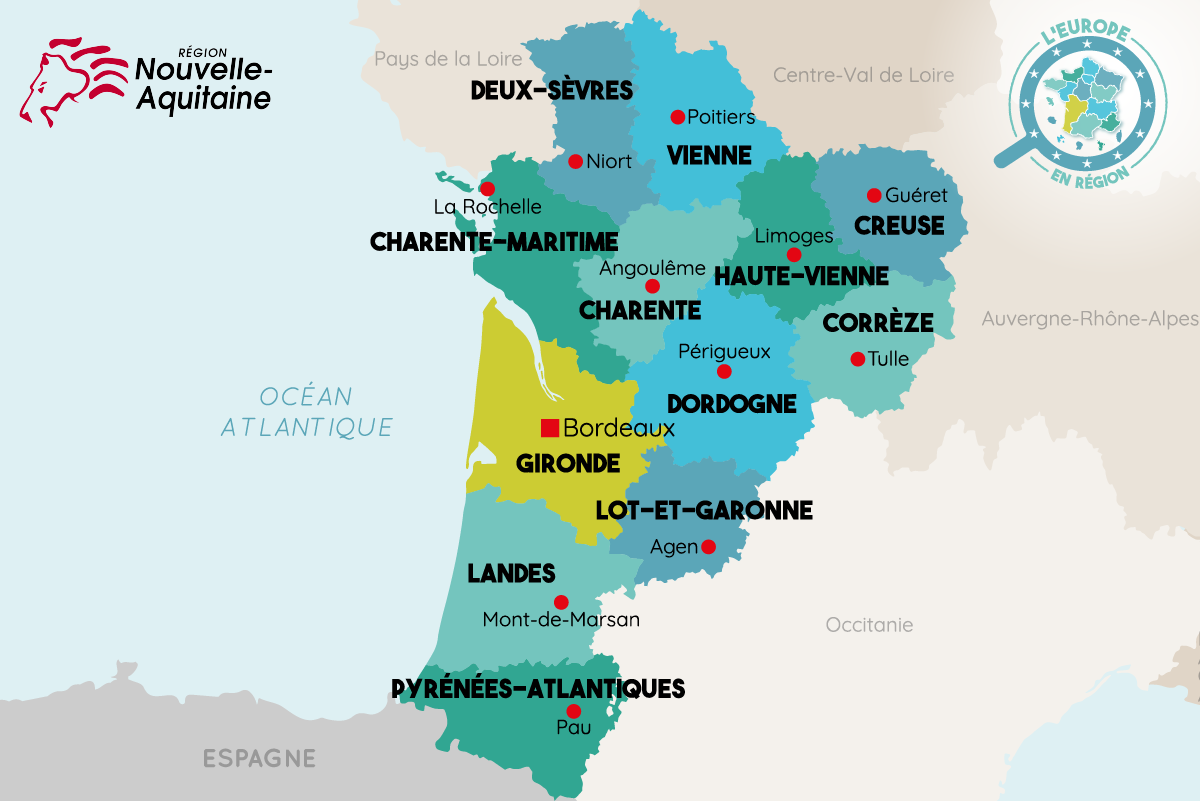 RÉGION
Nouvelle-
Aquitaine
L'EUROPE
EN RÉGION
Pays de la Loire
Centre-Val de Loire
DEUX-SÈVRES
Poitiers
VIENNE
Niort
La Rochelle
Guéret
CREUSE
CHARENTE-MARITIME
Limoges
HAUTE-VIENNE
Angoulême
CHARENTE
CORRÈZE
Auvergne-Rhône-Alpes
Périgueux
Tulle
DORDOGNE
OCÉAN
ATLANTIQUE
Bordeaux
GIRONDE
LOT-ET-GARONNE
Agen
LANDES
Mont-de-Marsan
Occitanie
PYRÉNÉES-ATLANTIQUES
Pau
ESPAGNE